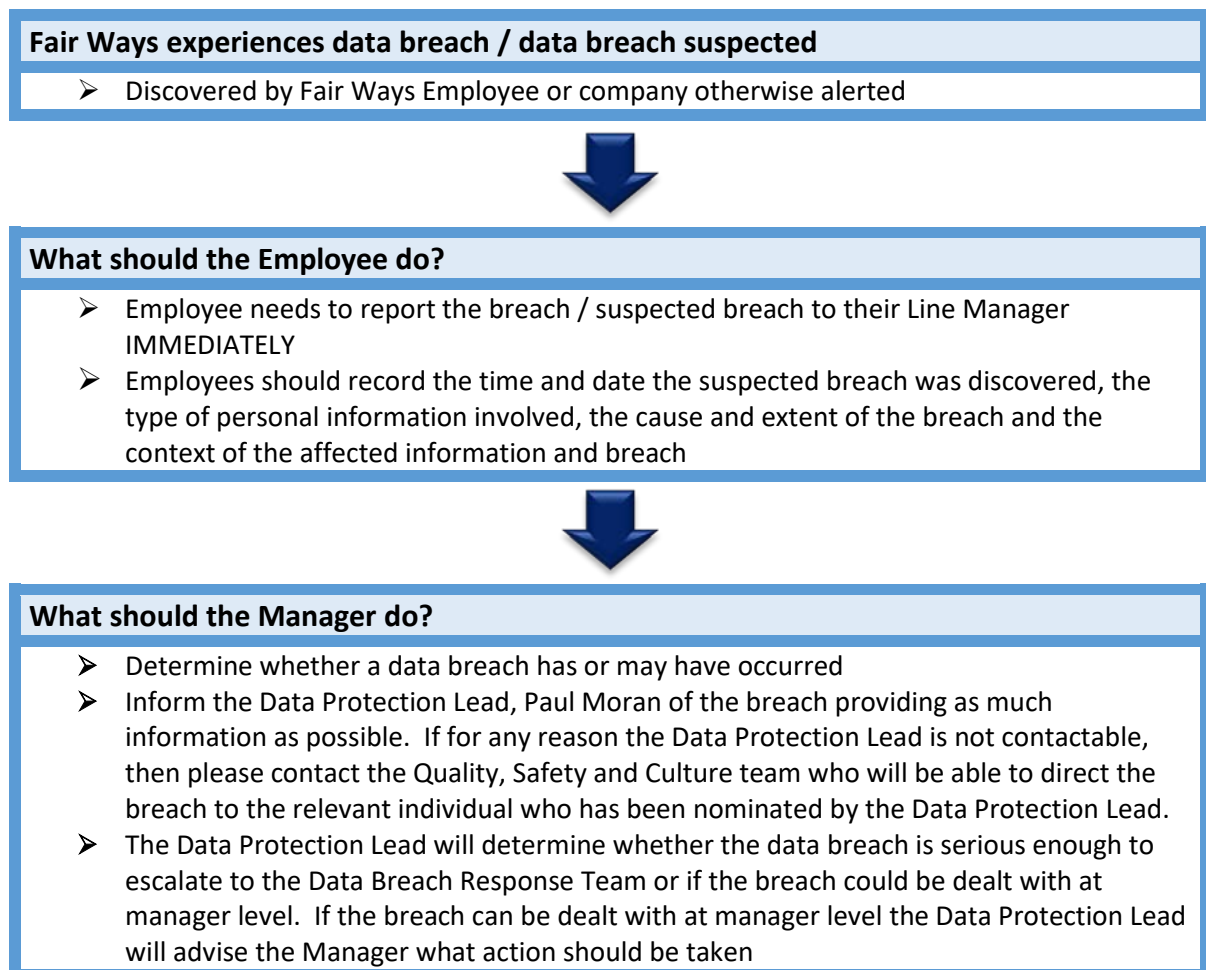 Fair Ways experiences data breach / data breach suspected
➢ Discovered by Fair Ways Employee or company otherwise alerted
What should the Employee do?
➢ Employee needs to report the breach / suspected breach to their Line Manager
IMMEDIATELY
➢ Employees should record the time and date the suspected breach was discovered, the
type of personal information involved, the cause and extent of the breach and the
context of the affected information and breach
What should the Manager do?
➢ Determine whether a data breach has or may have occurred
➢ Inform the Data Protection Lead, Paul Moran of the breach providing as much
information as possible.  If for any reason the Data Protection Lead is not contactable,
then please contact the Quality, Safety and Culture team who will be able to direct the
breach to the relevant individual who has been nominated by the Data Protection Lead.
➢ The Data Protection Lead will determine whether the data breach is serious enough to
escalate to the Data Breach Response Team or if the breach could be dealt with at
manager level.  If the breach can be dealt with at manager level the Data Protection Lead
will advise the Manager what action should be taken